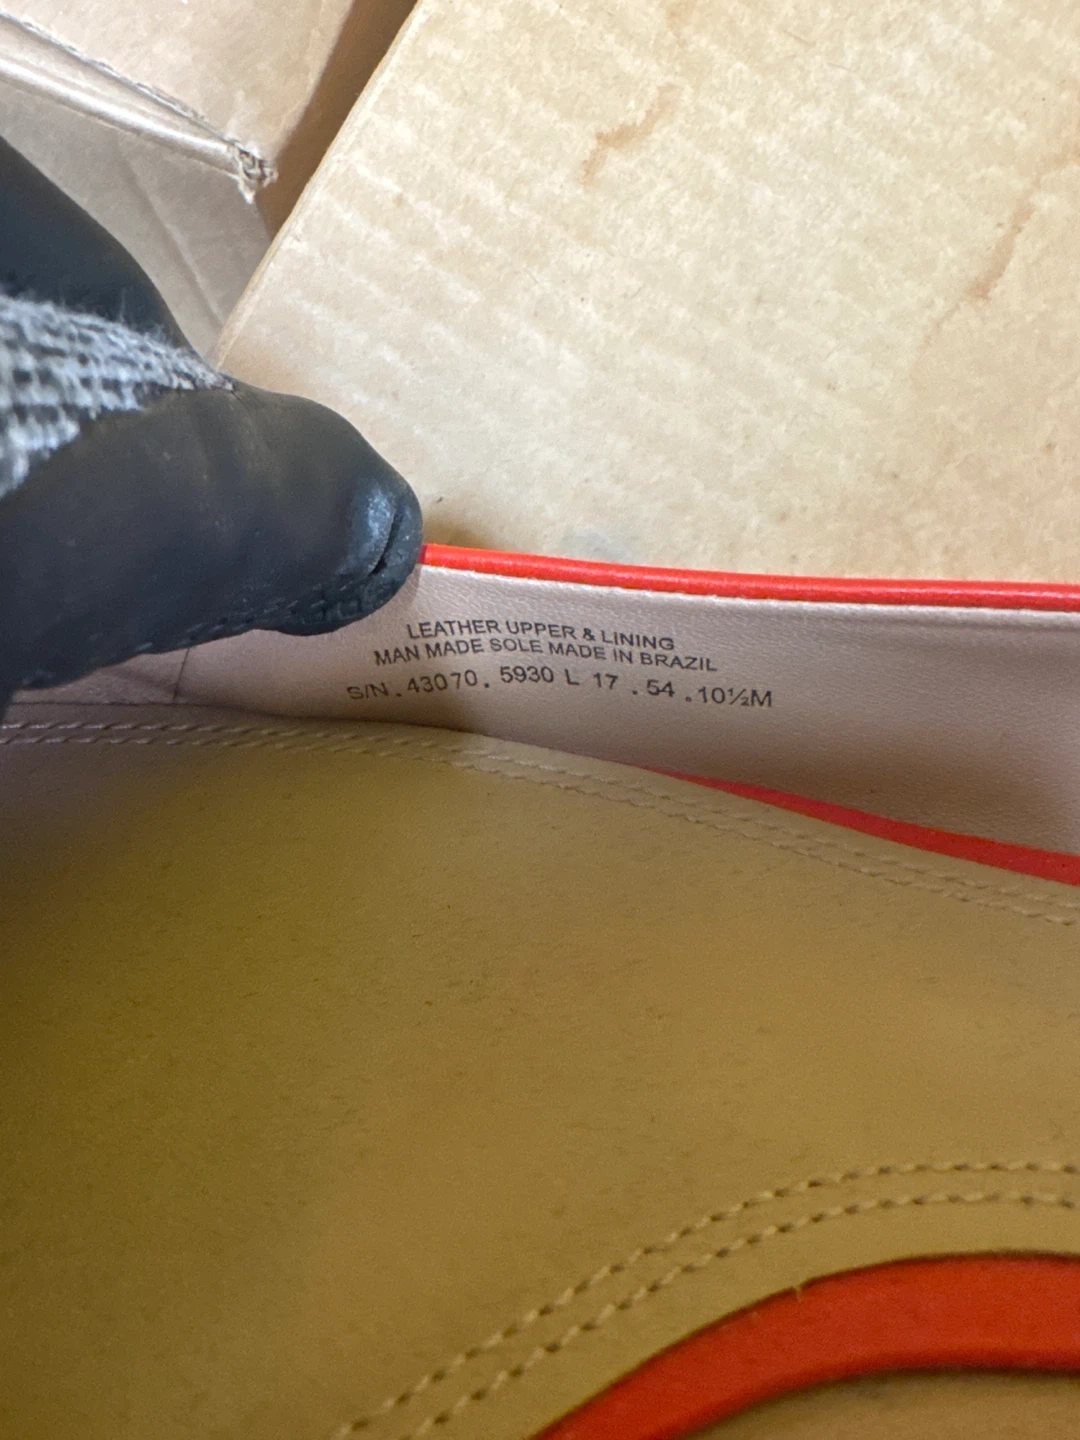 LEATHER UPPER & LINING
MAN MADE SOLE MADE IN BRAZIL
S/N . 43070 . 5930 L 17 . 54 . 10½M